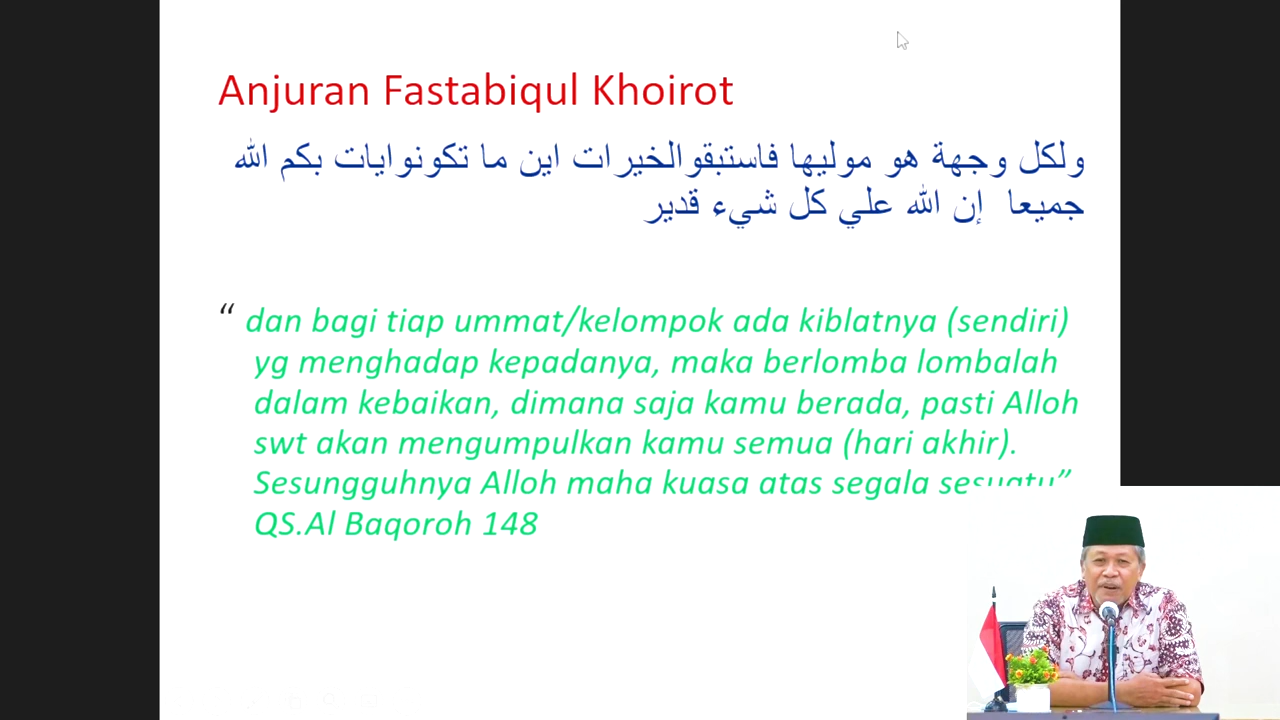 Anjuran Fastabiqul Khoirot
ولكل وجهة هو موليها فاستبقوالخيرات اين ما تكونوايات بكم الله
جميعا إن الله علي كل شيء قدير
“ dan bagi tiap ummat/kelompok ada kiblatnya (sendiri)
yg menghadap kepadanya, maka berlomba lombalah
dalam kebaikan, dimana saja kamu berada, pasti Alloh
swt akan mengumpulkan kamu semua (hari akhir).
Sesungguhnya Alloh maha kuasa atas segala sesuatu”
QS.Al Baqoroh 148